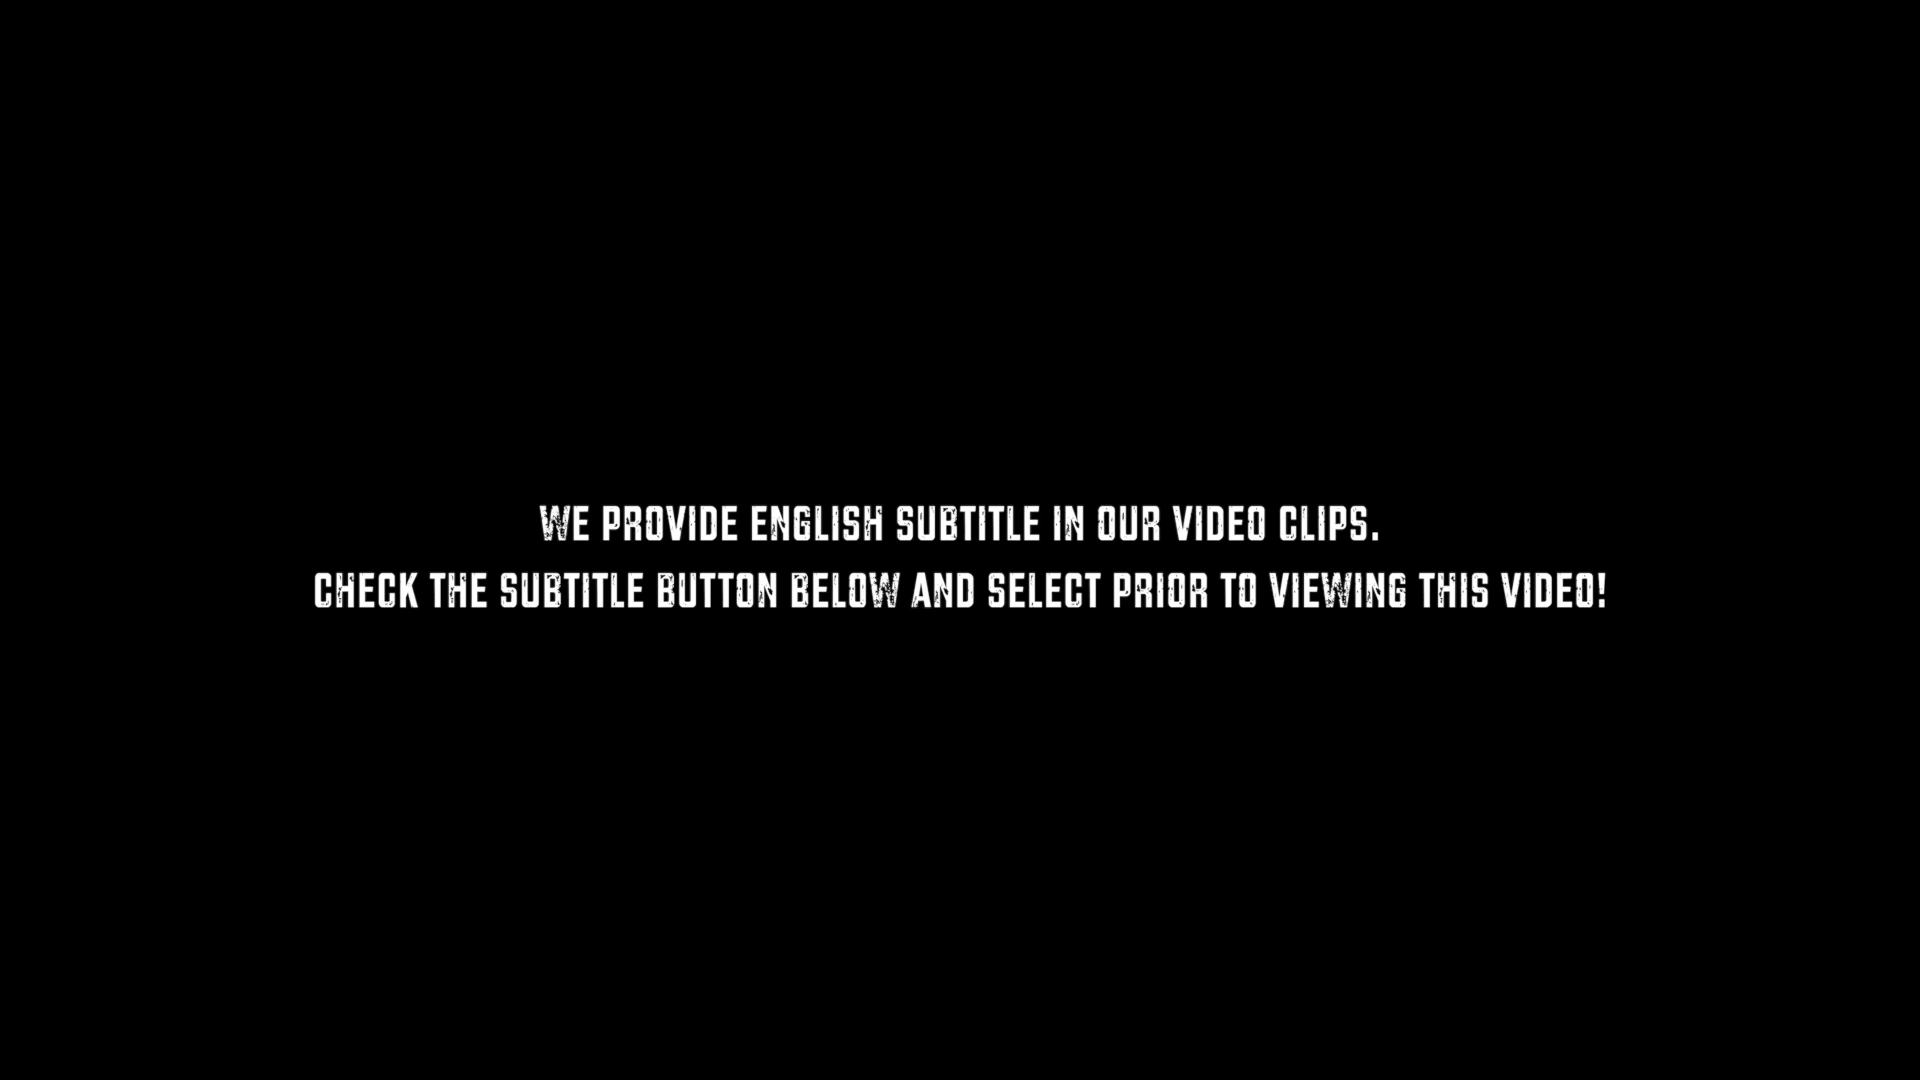 WE PROVIDE ENGLISH SUBTITLE IN OUR VIDEO CLIPS.
CHECK THE SUBTITLE BUTTON BELOW AND SELECT PRIOR TO VIEWING THIS VIDEO!